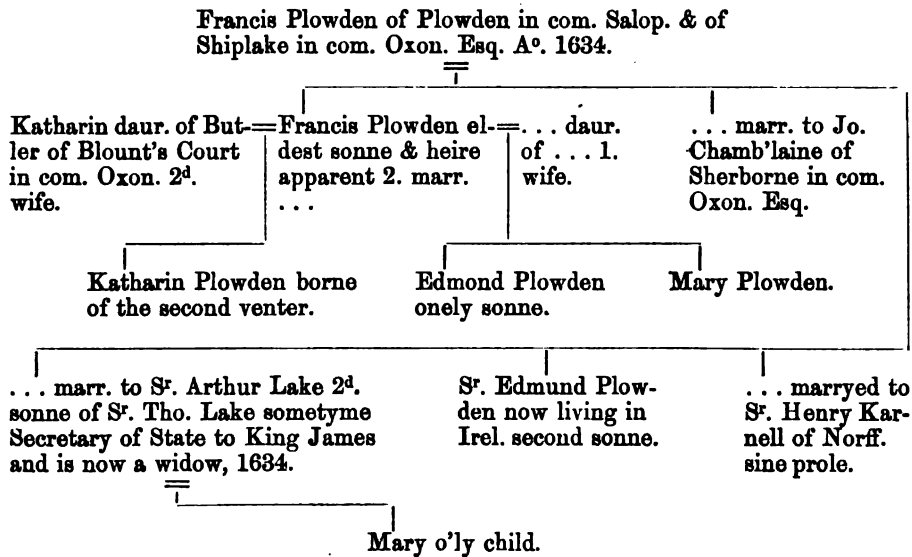 Francis Plowden of Plowden in com. Salop. & of
Shiplake in com. Oxon. Esq. Aº. 1634.
Katharin daur. of But-
ler of Blount's Court
in com. Oxon. 2ᵈ.
wife.
Francis Plowden el-
dest sonne & heire
apparent 2. marr.
. . .
. . . daur.
of . . . 1.
wife.
. . . marr. to Jo.
Chamb'laine of
Sherborne in com.
Oxon. Esq.
Katharin Plowden borne
of the second venter.
Edmond Plowden
onely sonne.
Mary Plowden.
. . . marr. to Sʳ. Arthur Lake 2ᵈ.
sonne of Sʳ. Tho. Lake sometyme
Secretary of State to King James
and is now a widow, 1634.
Sʳ. Edmund Plow-
den now living in
Irel. second sonne.
. . . marryed to
Sʳ. Henry Kar-
nell of Norff.
sine prole.
Mary o'ly child.